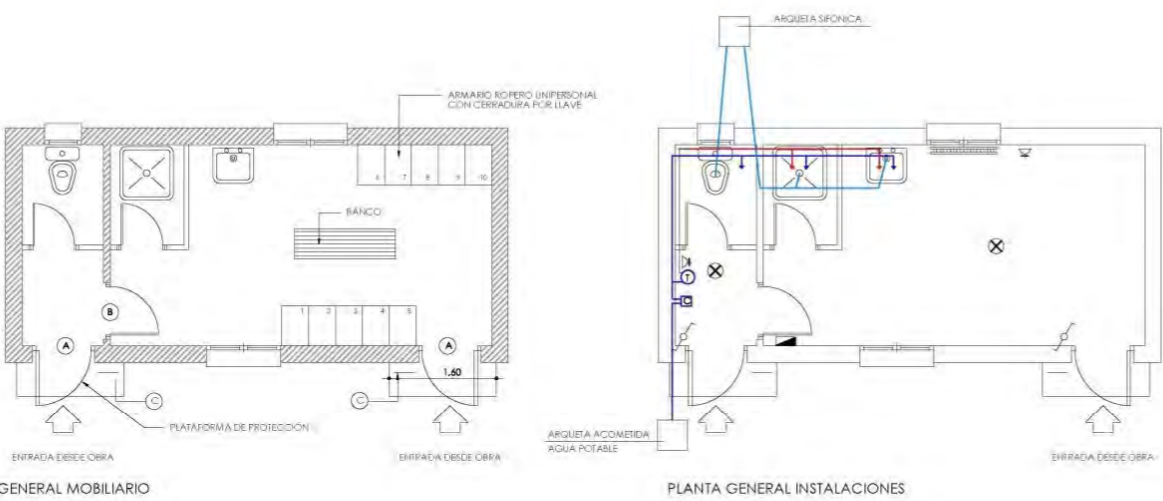 ARQUETA SIFONICA
ARMARIO ROPERO UNIPERSONAL
CON CERRADURA POR LLAVE
6 7 8 9 10
BANCO
T
B
C
1 2 3 4 5
A
A
1.60
C
C
PLATAFORMA DE PROTECCIÓN
ARQUETA ACOMETIDA
AGUA POTABLE
ENTRADA DESDE OBRA
ENTRADA DESDE OBRA
ENTRADA DESDE OBRA
GENERAL MOBILIARIO
PLANTA GENERAL INSTALACIONES